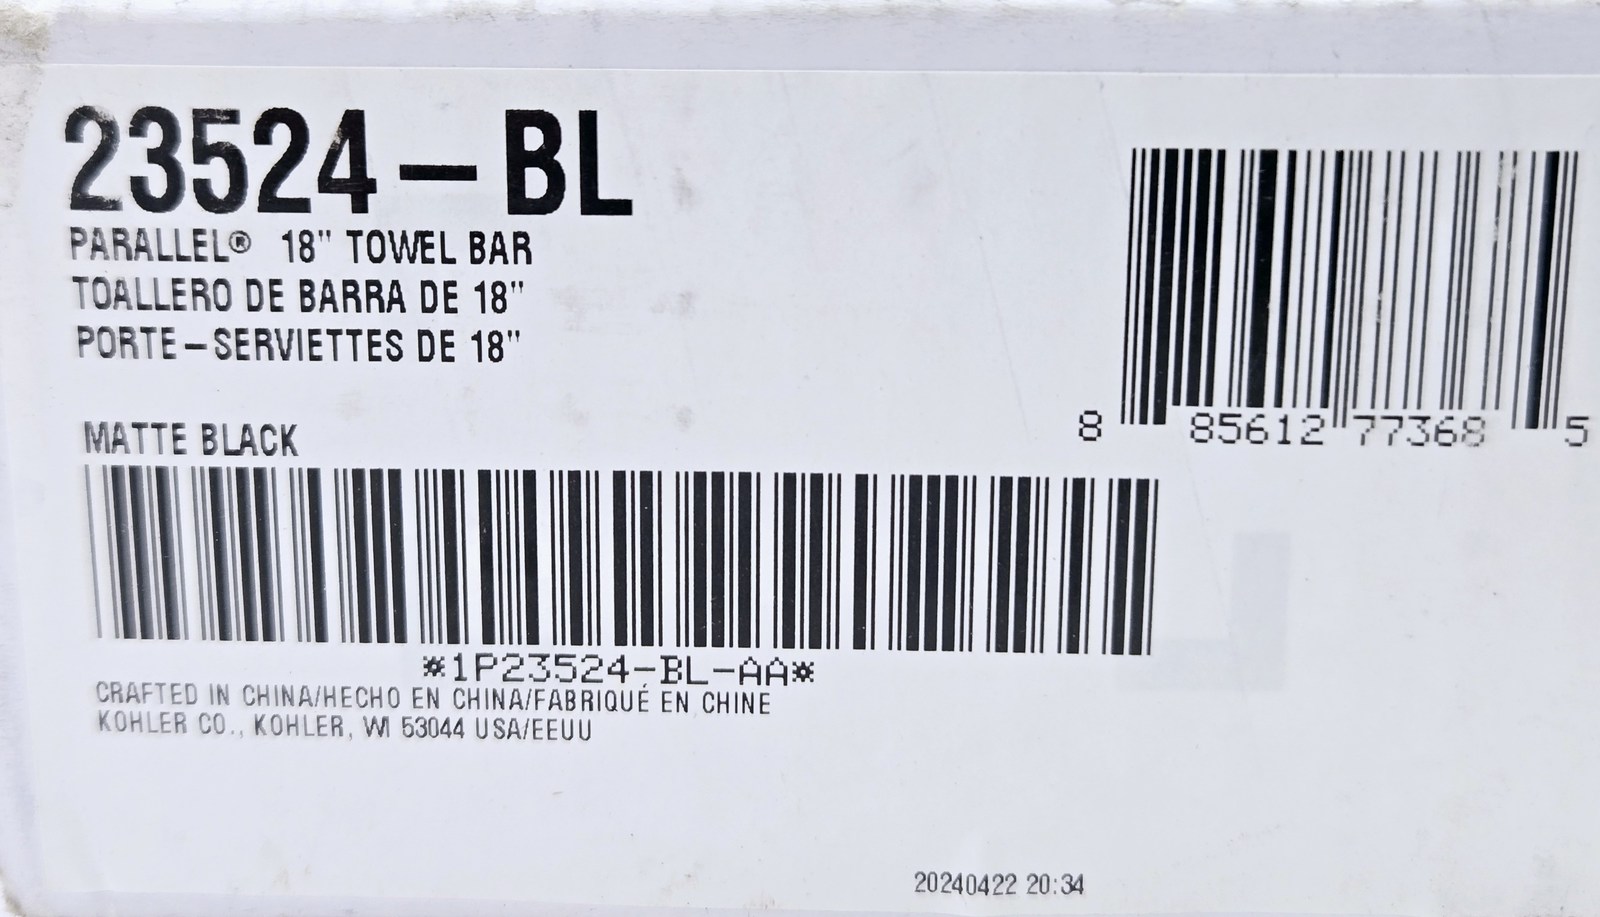 23524-BL
PARALLEL® 18" TOWEL BAR
TOALLERO DE BARRA DE 18"
PORTE-SERVIETTES DE 18"
MATTE BLACK
8 85612 77368 5
*1P23524-BL-AA*
CRAFTED IN CHINA/HECHO EN CHINA/FABRIQUÉ EN CHINE
KOHLER CO., KOHLER, WI 53044 USA/EEUU
20240422 20:34